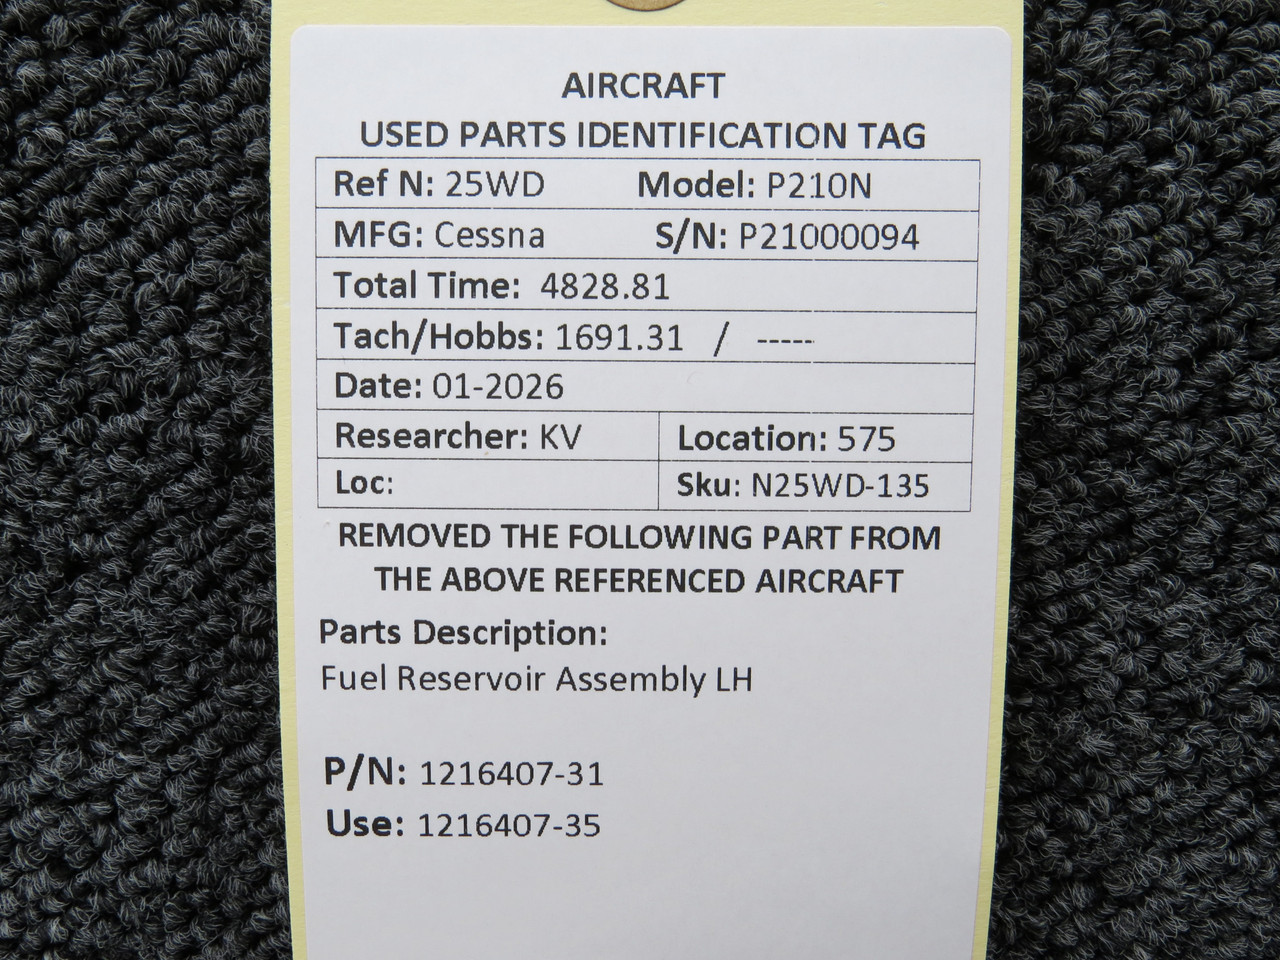 AIRCRAFT
USED PARTS IDENTIFICATION TAG
Ref N: 25WD Model: P210N
MFG: Cessna S/N: P21000094
Total Time: 4828.81
Tach/Hobbs: 1691.31 / -----
Date: 01-2026
Researcher: KV Location: 575
Loc: Sku: N25WD-135
REMOVED THE FOLLOWING PART FROM
THE ABOVE REFERENCED AIRCRAFT
Parts Description:
Fuel Reservoir Assembly LH
P/N: 1216407-31
Use: 1216407-35